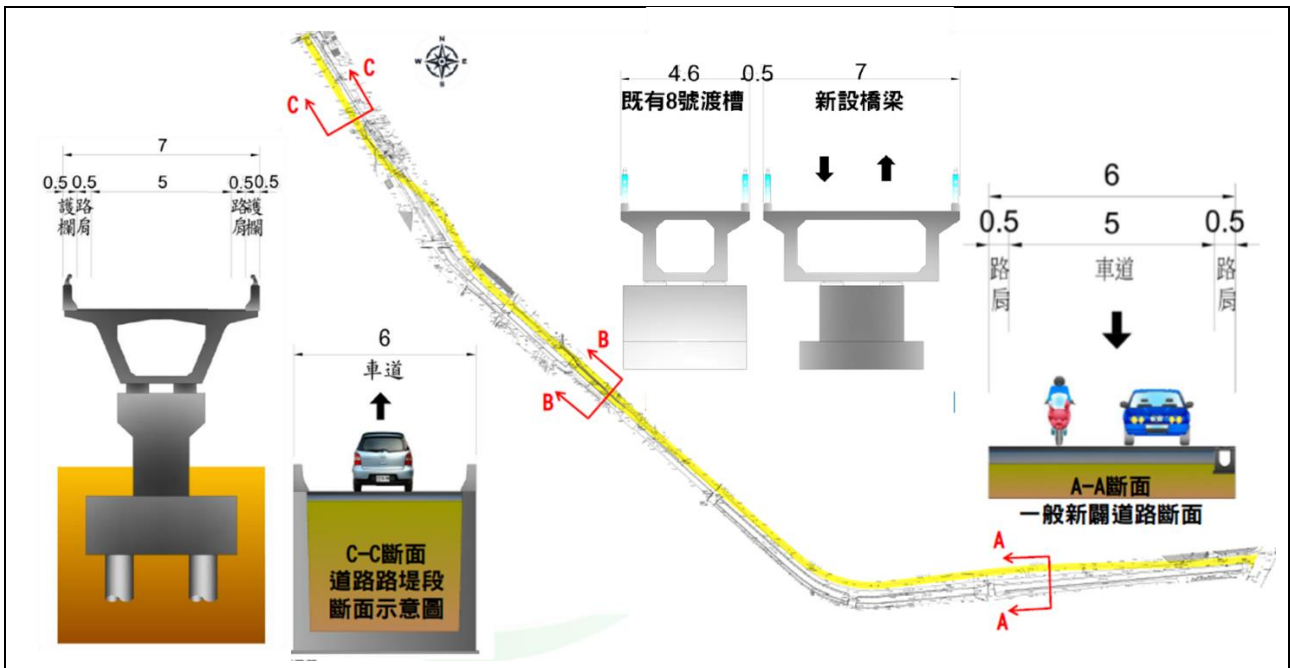 7
0.5 0.5 5 0.5 0.5
護欄 路肩 路肩 護欄
6
車道
C-C斷面
道路路堤段
斷面示意圖
C
C
N
W E
S
B
B
4.6 0.5 7
既有8號渡槽 新設橋梁
6
0.5 5 0.5
路肩 車道 路肩
A-A斷面
一般新闢道路斷面
A
A